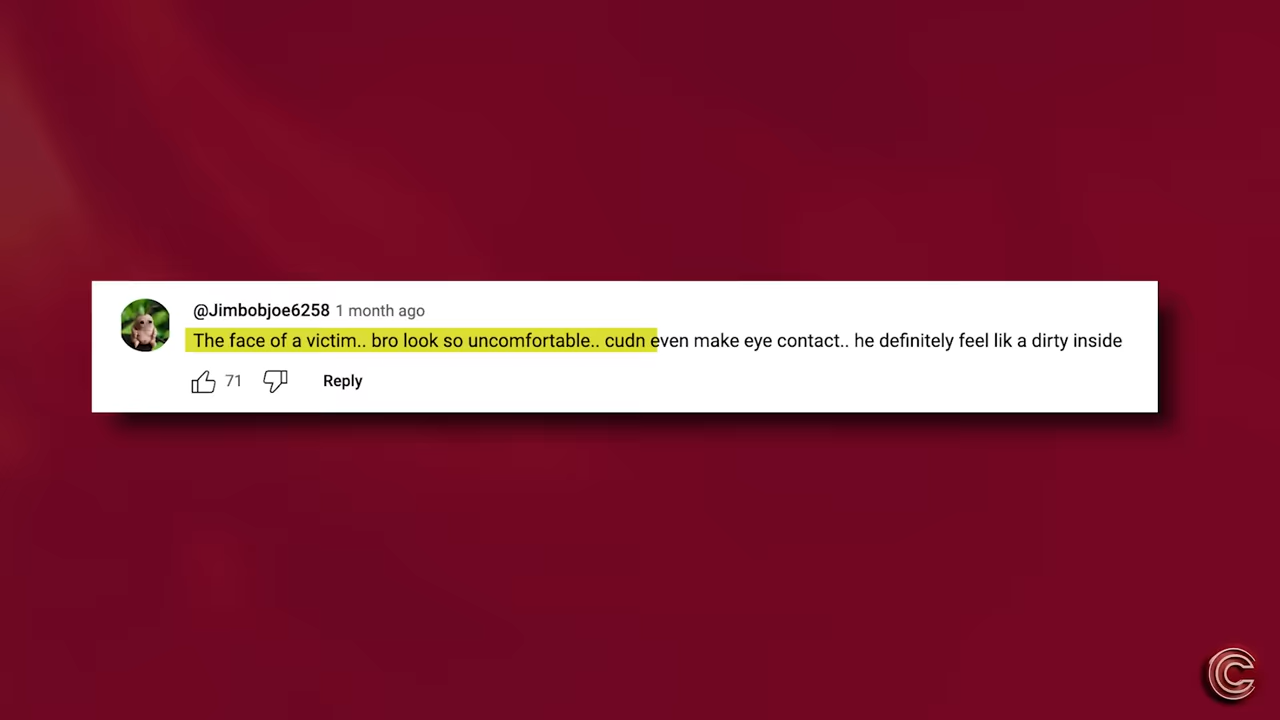 @Jimbobjoe6258 1 month ago
The face of a victim.. bro look so uncomfortable.. cudn even make eye contact.. he definitely feel lik a dirty inside
71 Reply